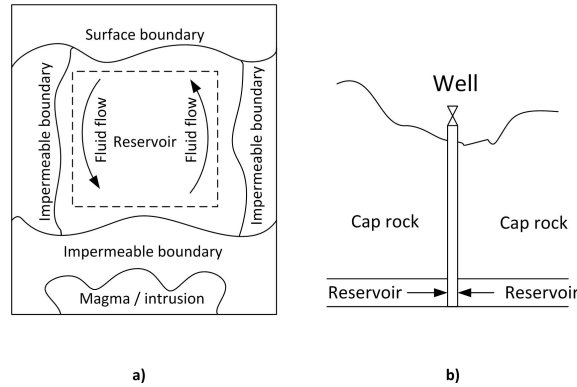 Surface boundary
Impermeable boundary
Fluid flow
Reservoir
Fluid flow
Impermeable boundary
Impermeable boundary
Magma / intrusion
a)
Well
Cap rock
Cap rock
Reservoir
Reservoir
b)